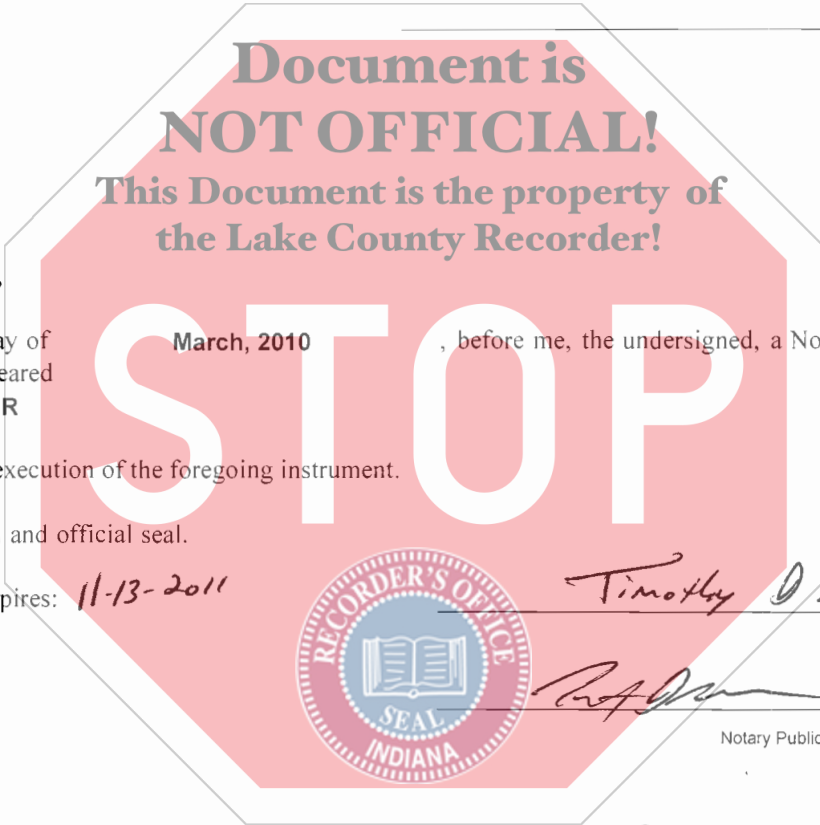 Document is
NOT OFFICIAL!
This Document is the property of
the Lake County Recorder!
STOP
ay of March, 2010 , before me, the undersigned, a No
eared
R
execution of the foregoing instrument.
and official seal.
pires: 11-13-2011
Timothy D
RECORDER'S OFFICE
SEAL
INDIANA
Notary Public